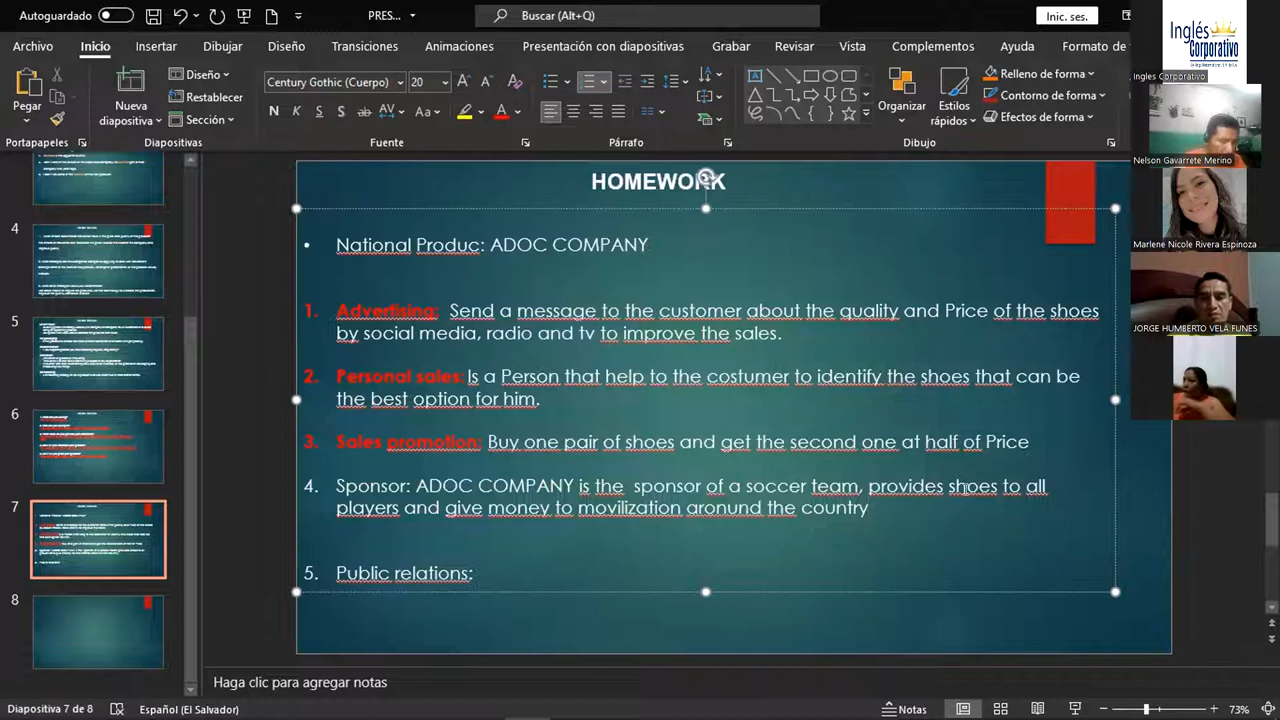 Autoguardado
PRES...
Buscar (Alt+Q)
Inic. ses.
Archivo Inicio Insertar Dibujar Diseño Transiciones Animaciones Presentación con diapositivas Grabar Revisar Vista Complementos Ayuda Formato de
Pegar
Nueva
diapositiva
Diseño
Restablecer
Sección
Century Gothic (Cuerpo) 20
N K S S ab AV Aa A
Organizar
Estilos
rápidos
Relleno de forma
Contorno de forma
Efectos de forma
Portapapeles Diapositivas Fuente Párrafo Dibujo
Inglés
Corporativo
Ingles Corporativo
Nelson Gavarrete Merino
Marlene Nicole Rivera Espinoza
JORGE HUMBERTO VELA FUNES
4
6
7
8
HOMEWORK
• National Produc: ADOC COMPANY
1. Advertising: Send a message to the customer about the quality and Price of the shoes
by social media,radio and tv to improve the sales.
2. Personal sales: Is a Person that help to the costumer to identify the shoes that can be
the best option for him.
3. Sales promotion: Buy one pair of shoes and get the second one at half of Price
4. Sponsor: ADOC COMPANY is the sponsor of a soccer team, provides shoes to all
players and give money to movilization aronund the country
5. Public relations:
Haga clic para agregar notas
Diapositiva 7 de 8 Español (El Salvador) Notas 73%